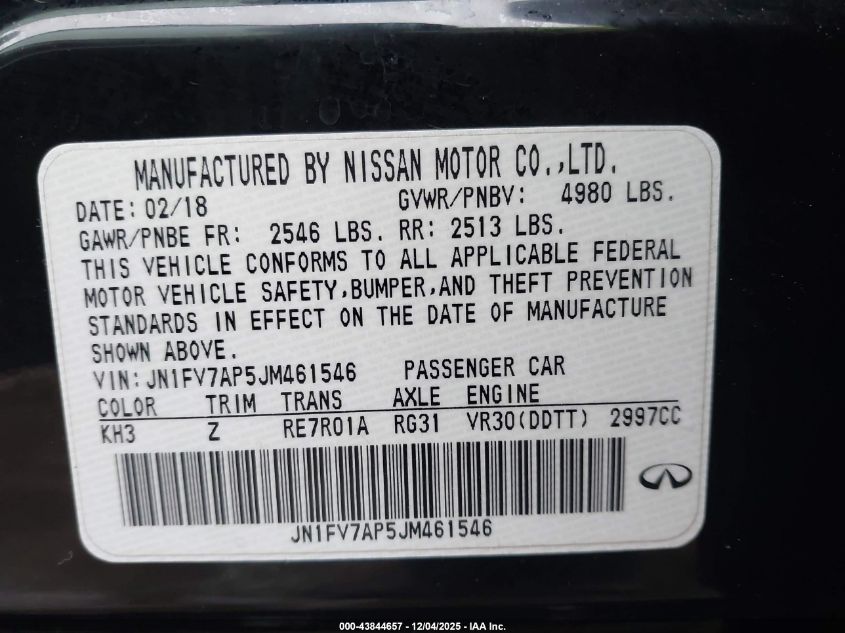 MANUFACTURED BY NISSAN MOTOR CO.,LTD.
DATE: 02/18 GVWR/PNBV: 4980 LBS.
GAWR/PNBE FR: 2546 LBS. RR: 2513 LBS.
THIS VEHICLE CONFORMS TO ALL APPLICABLE FEDERAL
MOTOR VEHICLE SAFETY,BUMPER,AND THEFT PREVENTION
STANDARDS IN EFFECT ON THE DATE OF MANUFACTURE
SHOWN ABOVE.
VIN: JN1FV7AP5JM461546 PASSENGER CAR
COLOR TRIM TRANS AXLE ENGINE
KH3 Z RE7R01A RG31 VR30(DDTT) 2997CC
JN1FV7AP5JM461546
000-43844657 - 12/04/2025 - IAA Inc.